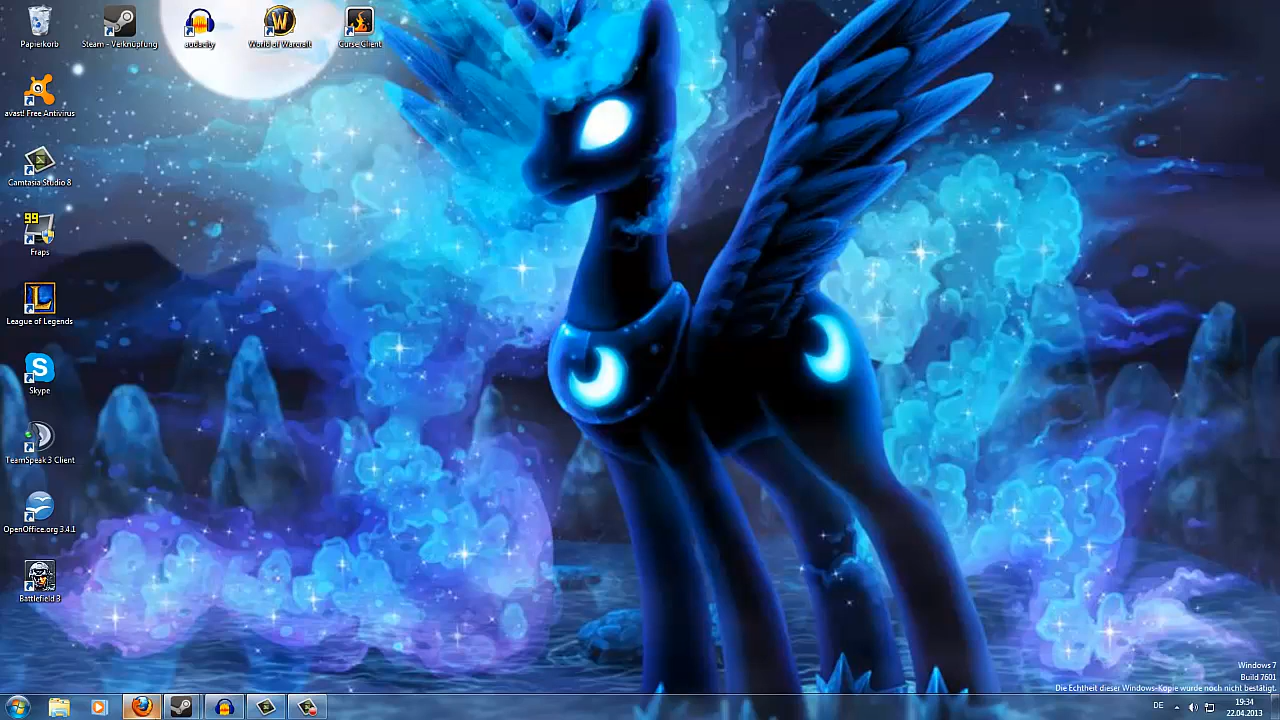 Papierkorb
Steam - Verknüpfung
audacity
World of Warcraft
Curse Client
avast! Free Antivirus
Camtasia Studio 8
99
Fraps
League of Legends
Skype
TeamSpeak 3 Client
OpenOffice.org 3.4.1
Battlefield 3
Windows 7
Build 7601
Die Echtheit dieser Windows-Kopie wurde noch nicht bestätigt.
DE
19:34
22.04.2013